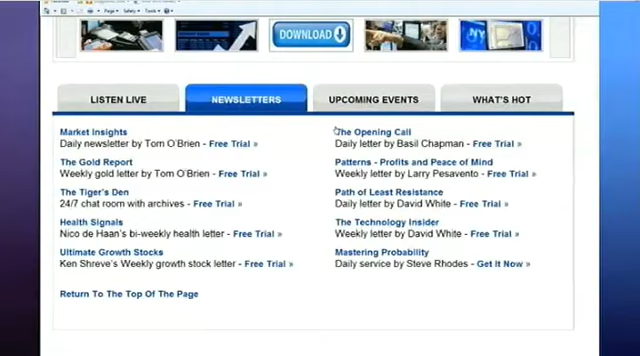 Page
Safety
Tools
DOWNLOAD
NY
LISTEN LIVE
NEWSLETTERS
UPCOMING EVENTS
WHAT'S HOT
Market Insights
Daily newsletter by Tom O'Brien - Free Trial »
The Gold Report
Weekly gold letter by Tom O'Brien - Free Trial »
The Tiger's Den
24/7 chat room with archives - Free Trial »
Health Signals
Nico de Haan's bi-weekly health letter - Free Trial »
Ultimate Growth Stocks
Ken Shreve's Weekly growth stock letter - Free Trial »
Return To The Top Of The Page
The Opening Call
Daily letter by Basil Chapman - Free Trial »
Patterns - Profits and Peace of Mind
Weekly letter by Larry Pesavento - Free Trial »
Path of Least Resistance
Daily letter by David White - Free Trial »
The Technology Insider
Weekly letter by David White - Free Trial »
Mastering Probability
Daily service by Steve Rhodes - Get It Now »